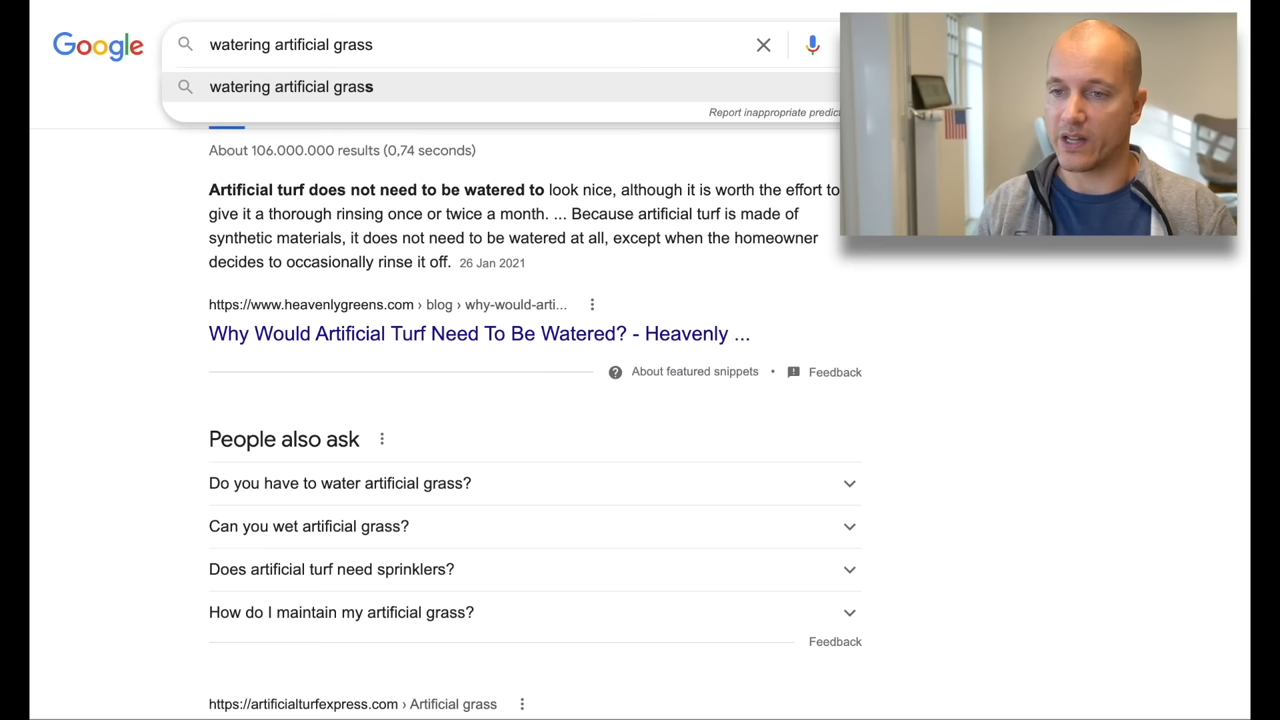 Google
watering artificial grass
watering artificial grass
Report inappropriate predic
About 106.000.000 results (0,74 seconds)
Artificial turf does not need to be watered to look nice, although it is worth the effort to
give it a thorough rinsing once or twice a month. ... Because artificial turf is made of
synthetic materials, it does not need to be watered at all, except when the homeowner
decides to occasionally rinse it off. 26 Jan 2021
https://www.heavenlygreens.com › blog › why-would-arti...
Why Would Artificial Turf Need To Be Watered? - Heavenly ...
About featured snippets • Feedback
People also ask
Do you have to water artificial grass?
Can you wet artificial grass?
Does artificial turf need sprinklers?
How do I maintain my artificial grass?
Feedback
https://artificialturfexpress.com › Artificial grass